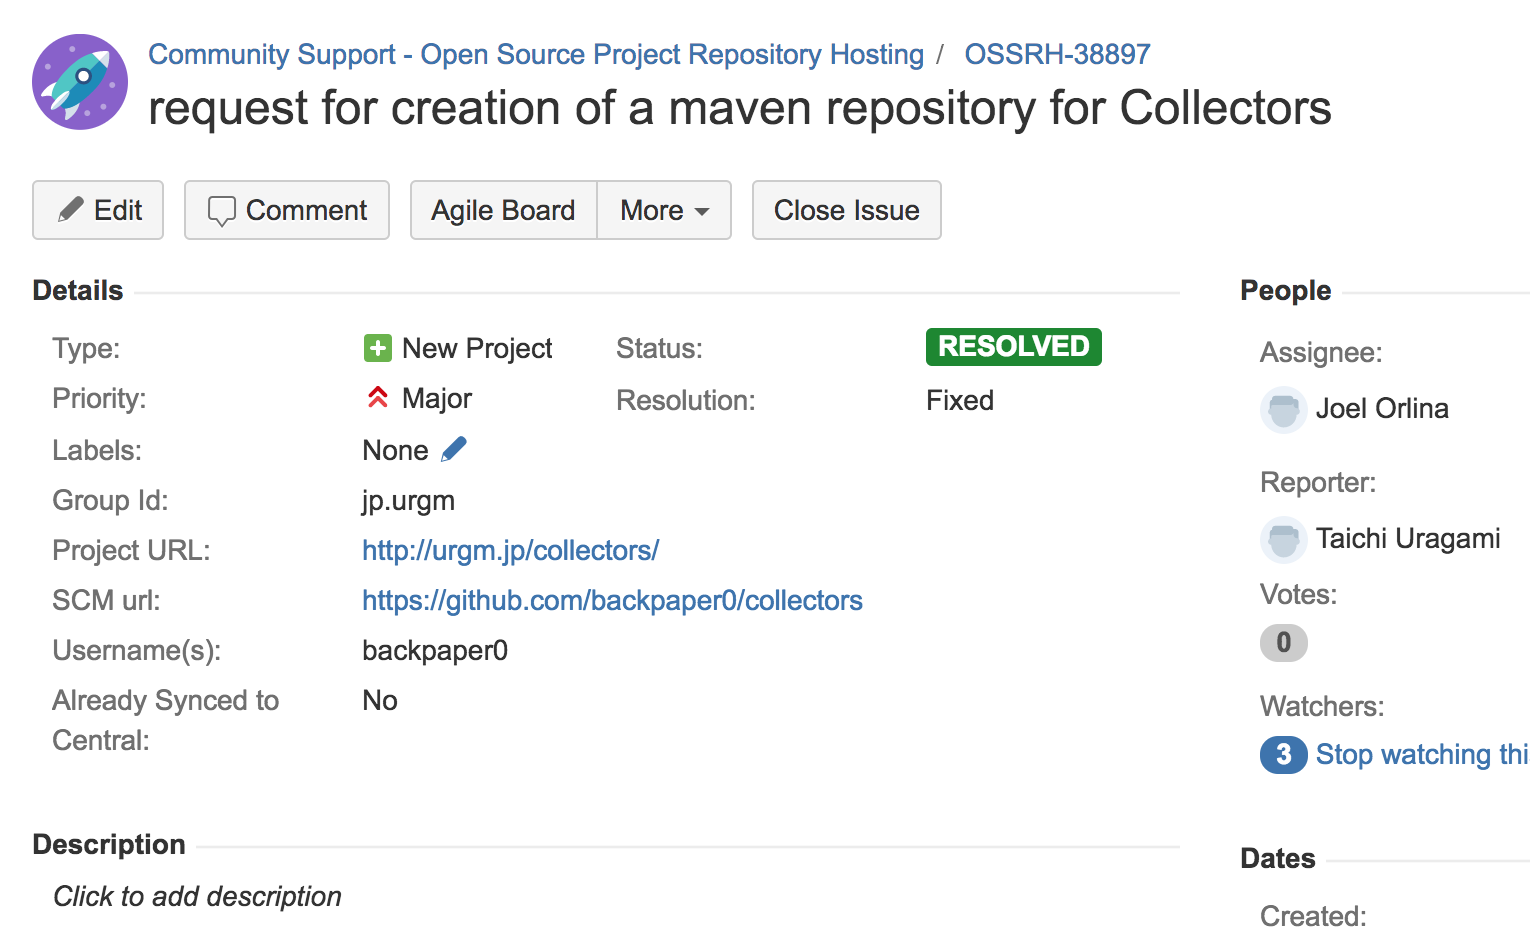 Community Support - Open Source Project Repository Hosting / OSSRH-38897
request for creation of a maven repository for Collectors
Edit Comment Agile Board More Close Issue
Details
Type: New Project Status: RESOLVED
Priority: Major Resolution: Fixed
Labels: None
Group Id: jp.urgm
Project URL: http://urgm.jp/collectors/
SCM url: https://github.com/backpaper0/collectors
Username(s): backpaper0
Already Synced to No
Central:
Description
Click to add description
People
Assignee:
Joel Orlina
Reporter:
Taichi Uragami
Votes:
0
Watchers:
3 Stop watching thi
Dates
Created: